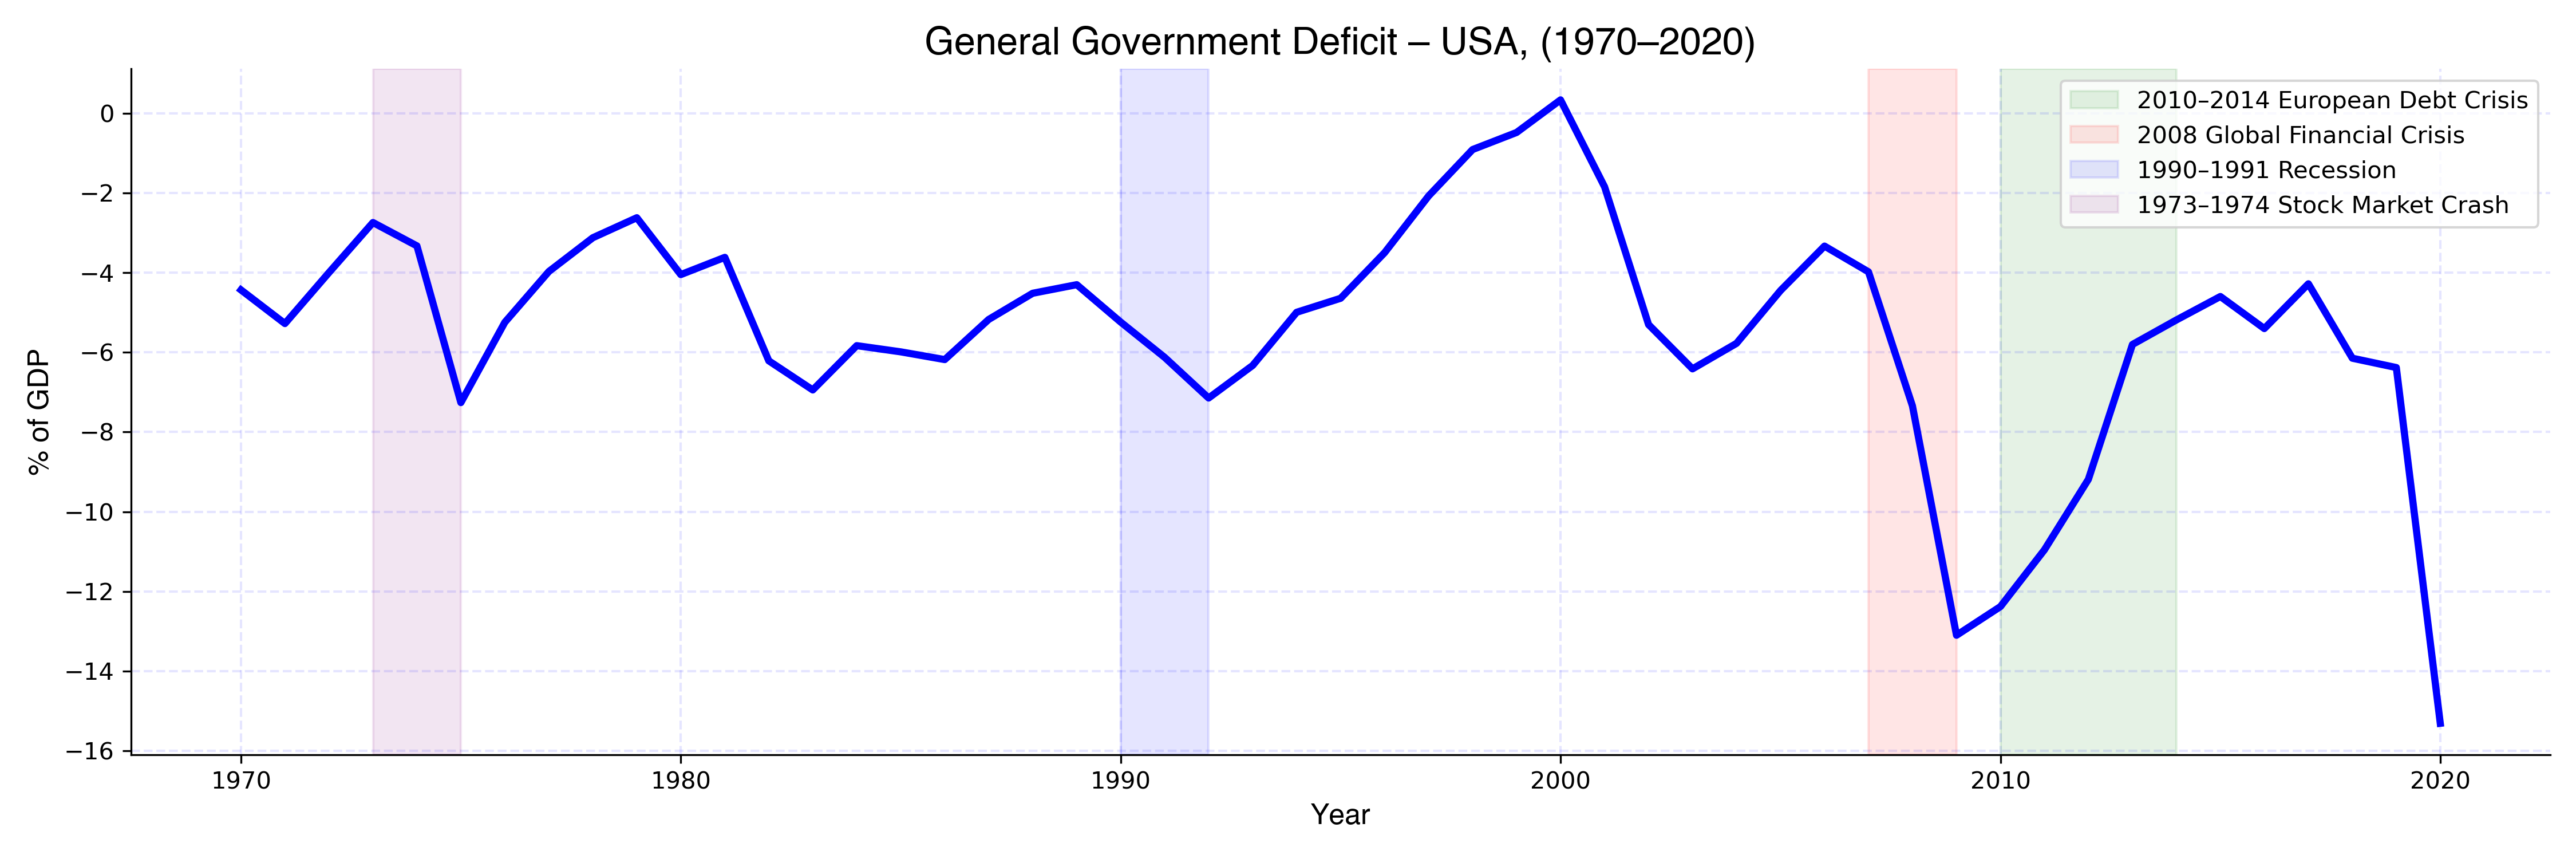 General Government Deficit – USA, (1970–2020)
2010–2014 European Debt Crisis
2008 Global Financial Crisis
1990–1991 Recession
1973–1974 Stock Market Crash
% of GDP
0
−2
−4
−6
−8
−10
−12
−14
−16
1970 1980 1990 2000 2010 2020
Year